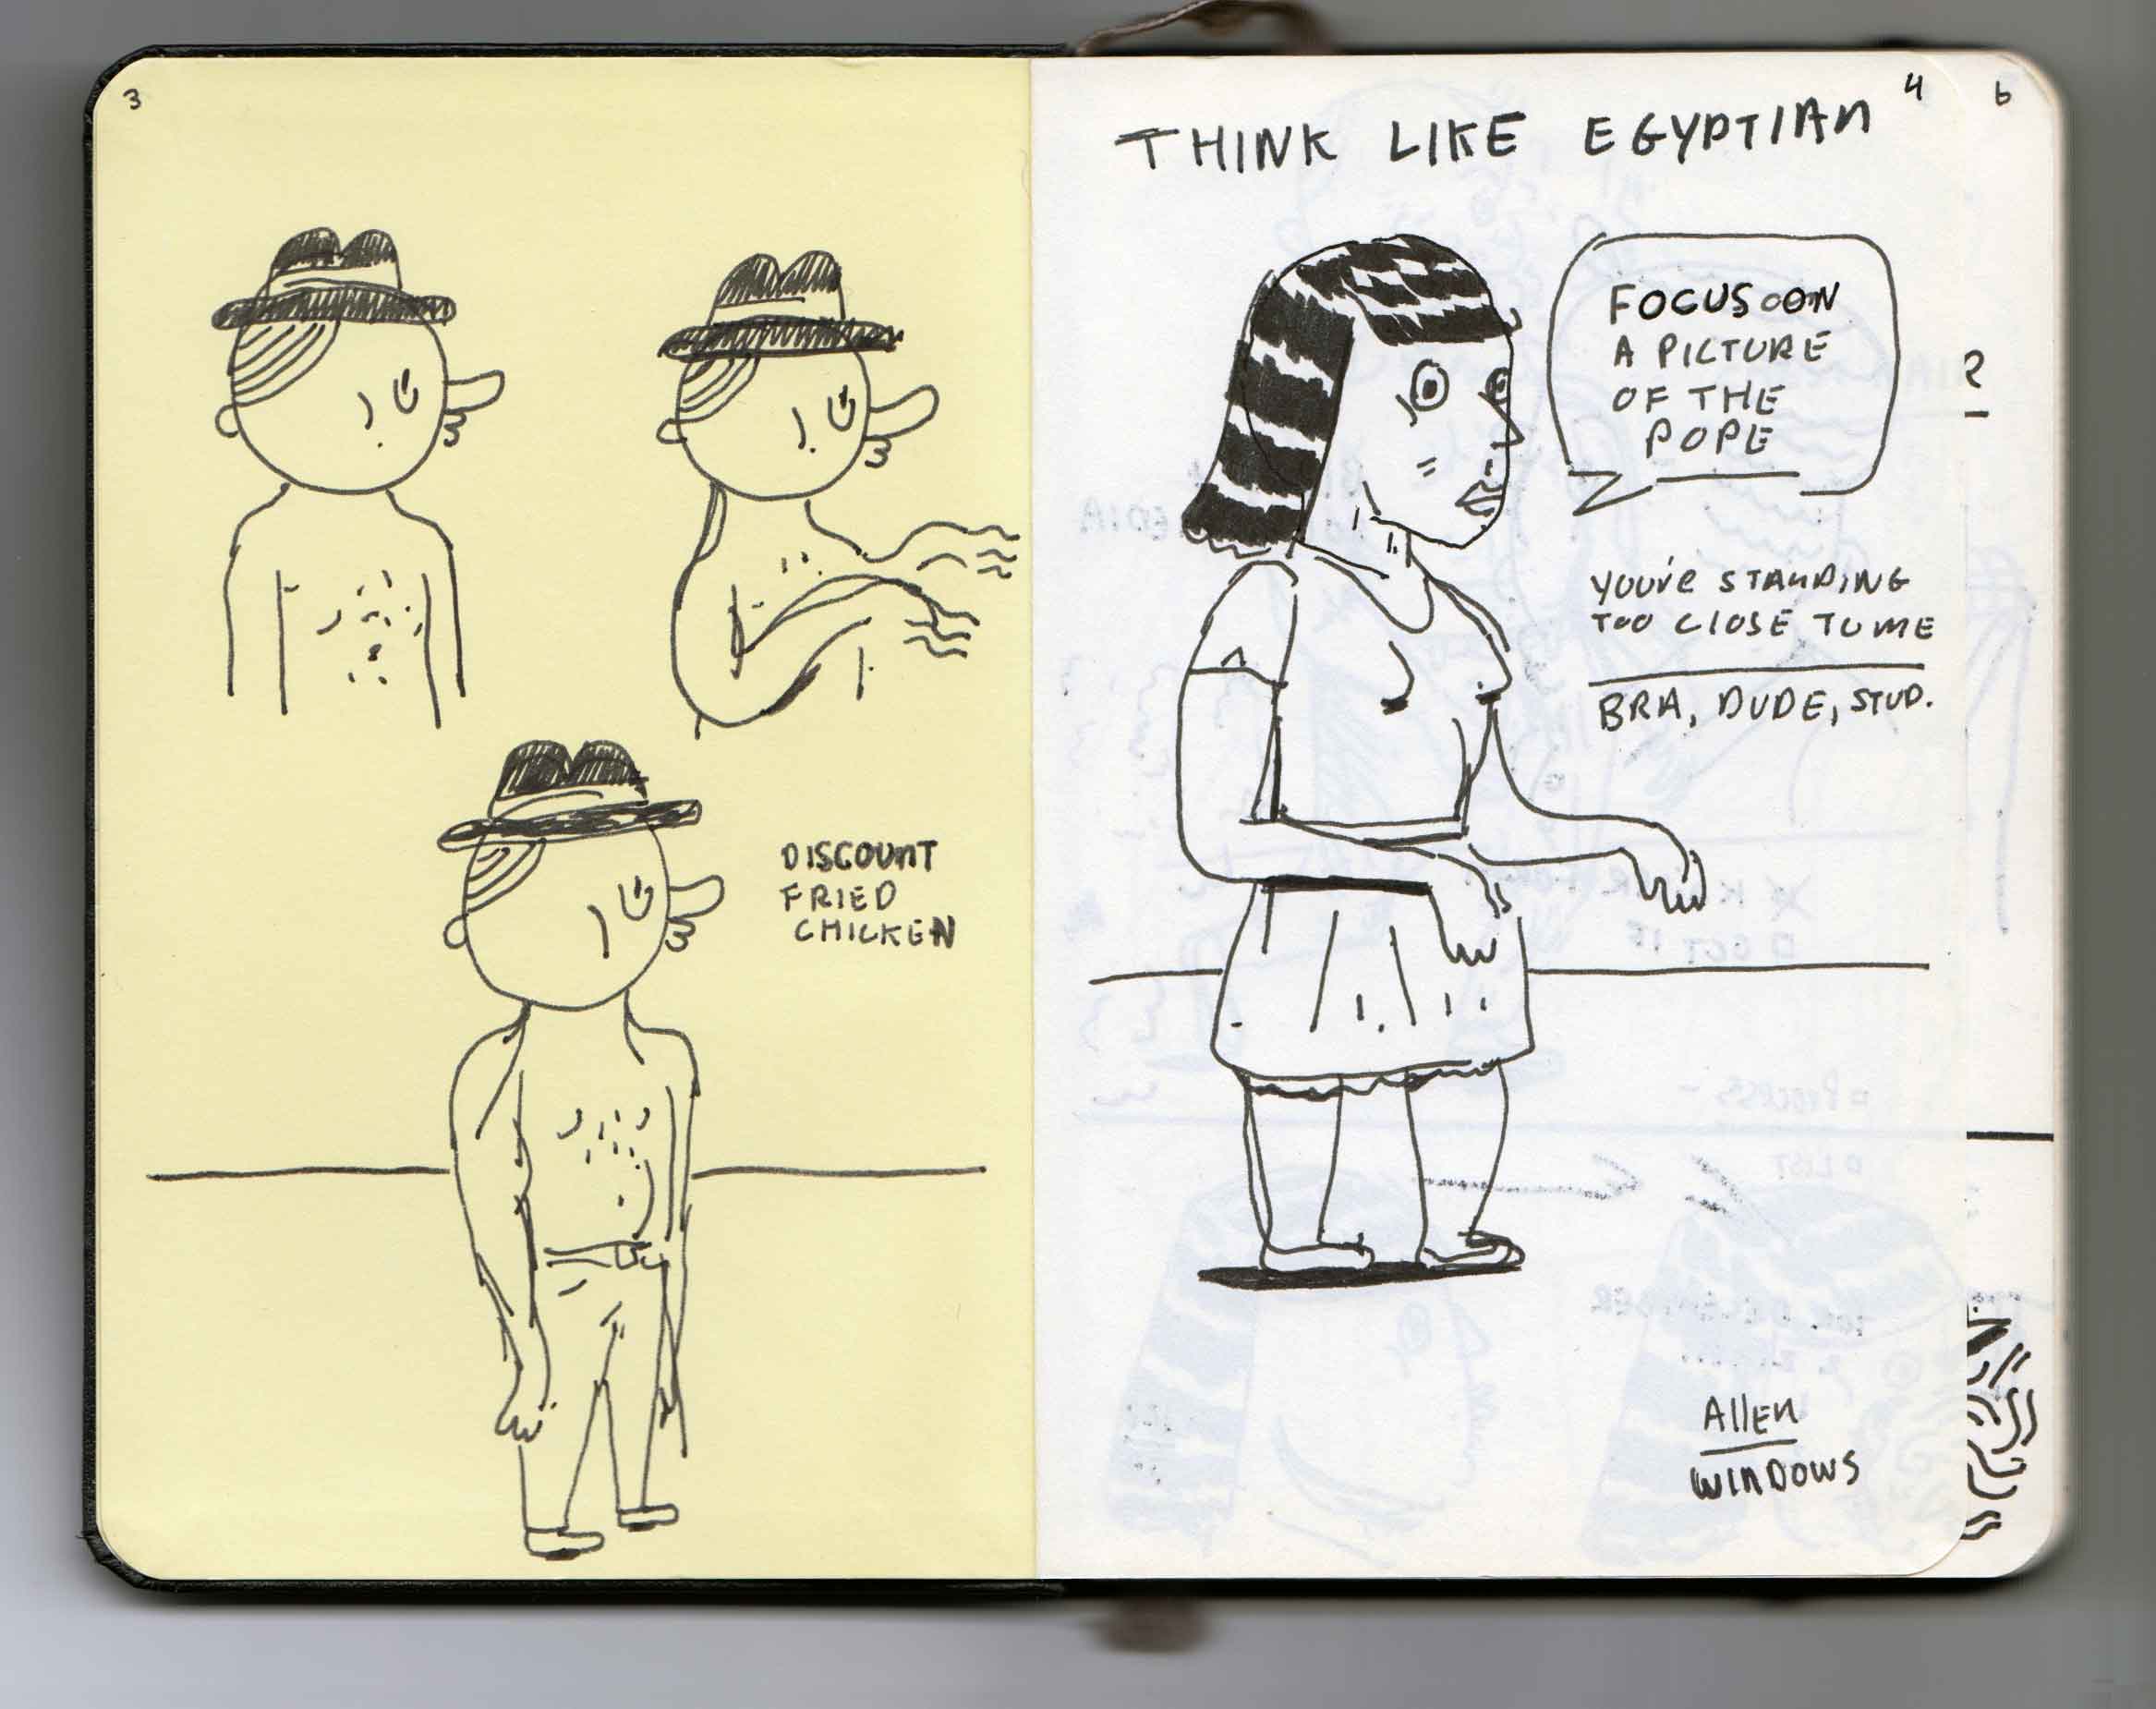 3
DISCOUNT
FRIED
CHICKEN
4
THINK LIKE EGYPTIAN
FOCUS ON
A PICTURE
OF THE
POPE
YOU'RE STANDING
TOO CLOSE TO ME
BRA, DUDE, STUD.
Allen
WINDOWS
6
?